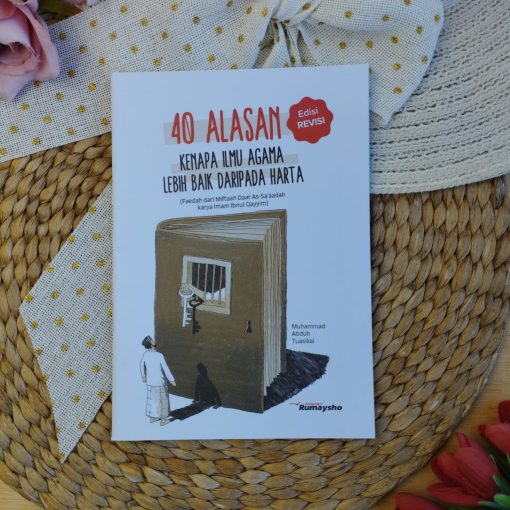 40 ALASAN
Edisi
REVISI
KENAPA ILMU AGAMA
LEBIH BAIK DARIPADA HARTA
(Faedah dari Miftaah Daar As-Sa'aadah
karya Imam Ibnul Qayyim)
Muhammad
Abduh
Tuasikal
Rumaysho